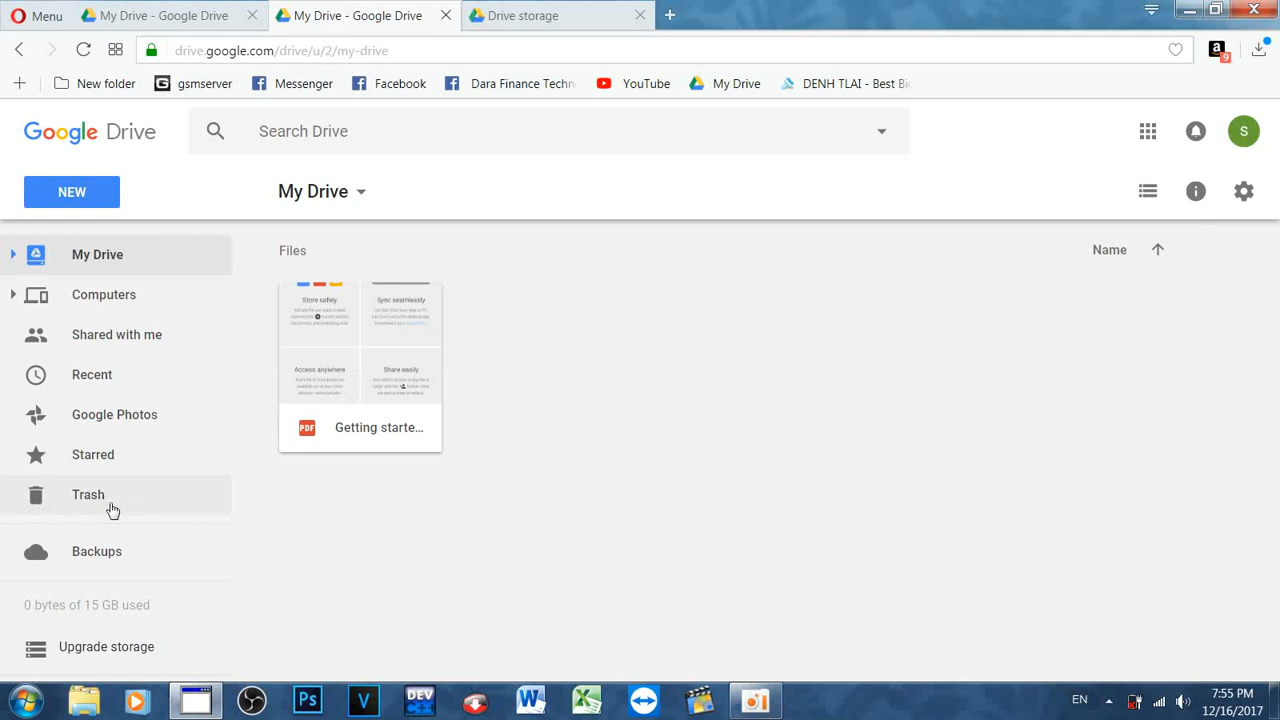 Menu
My Drive - Google Drive
My Drive - Google Drive
Drive storage
drive.google.com/drive/u/2/my-drive
9
New folder
gsmserver
Messenger
Facebook
Dara Finance Techn
YouTube
My Drive
DENH TLAI - Best Bi
Google Drive
Search Drive
S
NEW
My Drive
My Drive
Files
Name
Computers
Store safely
Sync seamlessly
Shared with me
Recent
Access anywhere
Share easily
Google Photos
PDF
Getting starte...
Starred
Trash
Backups
0 bytes of 15 GB used
Upgrade storage
Ps
V
DEV
EN
7:55 PM
12/16/2017